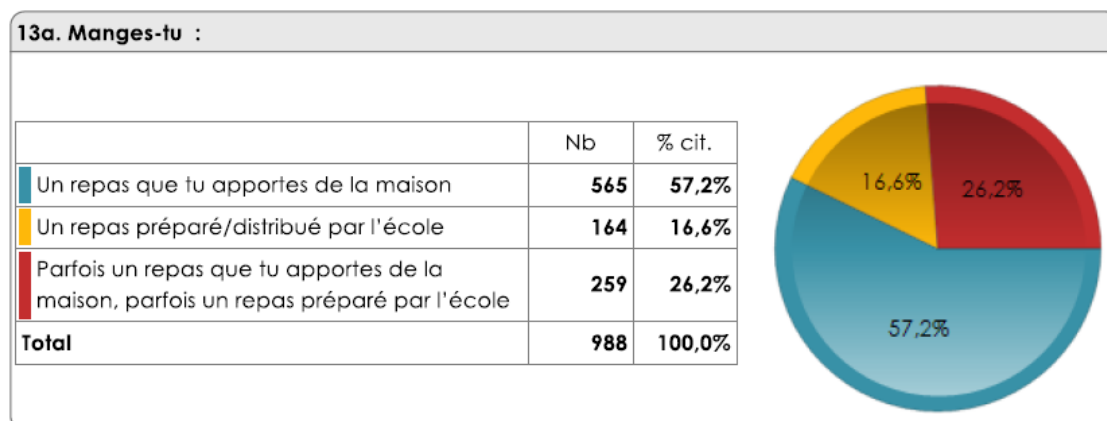 13a. Manges-tu :
Nb % cit.
Un repas que tu apportes de la maison 565 57,2%
Un repas préparé/distribué par l'école 164 16,6%
Parfois un repas que tu apportes de la
maison, parfois un repas préparé par l'école 259 26,2%
Total 988 100,0%
16,6% 26,2%
57,2%